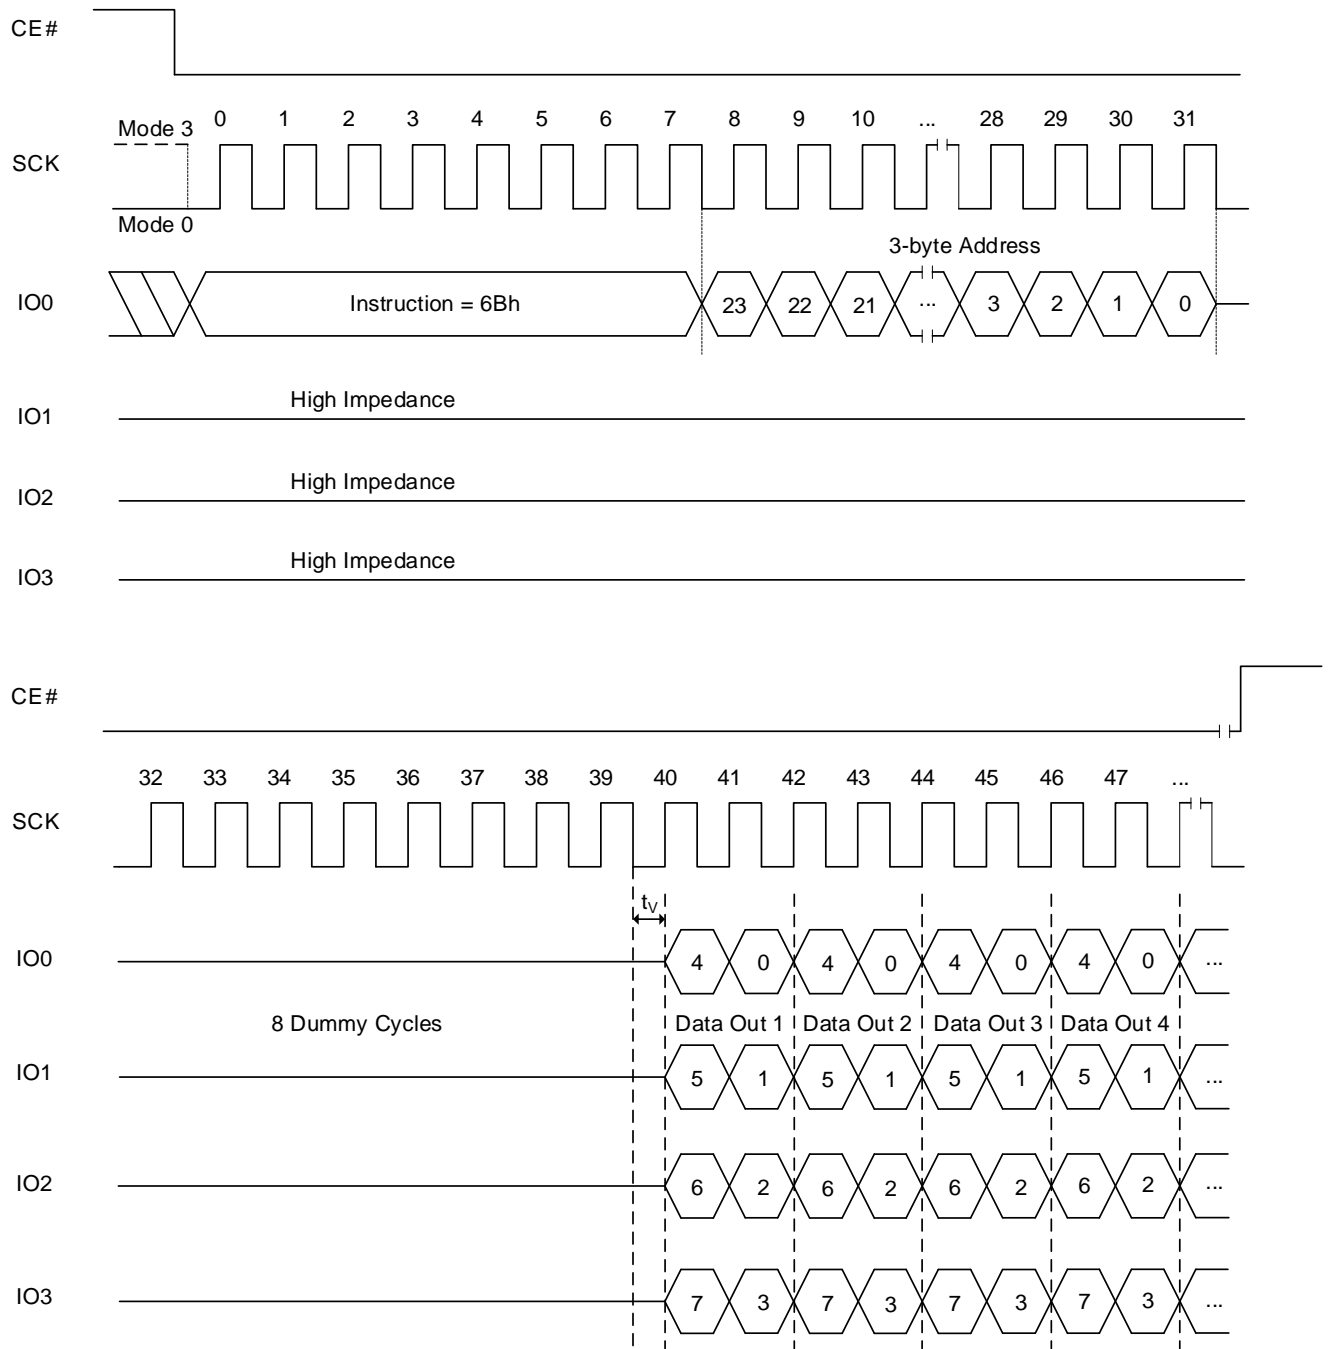 CE#
Mode 3 0 1 2 3 4 5 6 7 8 9 10 ... 28 29 30 31
SCK
Mode 0
3-byte Address
IO0 Instruction = 6Bh 23 22 21 ... 3 2 1 0
High Impedance
IO1
High Impedance
IO2
High Impedance
IO3
CE#
32 33 34 35 36 37 38 39 40 41 42 43 44 45 46 47 ...
SCK
tV
IO0 4 0 4 0 4 0 4 0 ...
8 Dummy Cycles Data Out 1 Data Out 2 Data Out 3 Data Out 4
IO1 5 1 5 1 5 1 5 1 ...
IO2 6 2 6 2 6 2 6 2 ...
IO3 7 3 7 3 7 3 7 3 ...